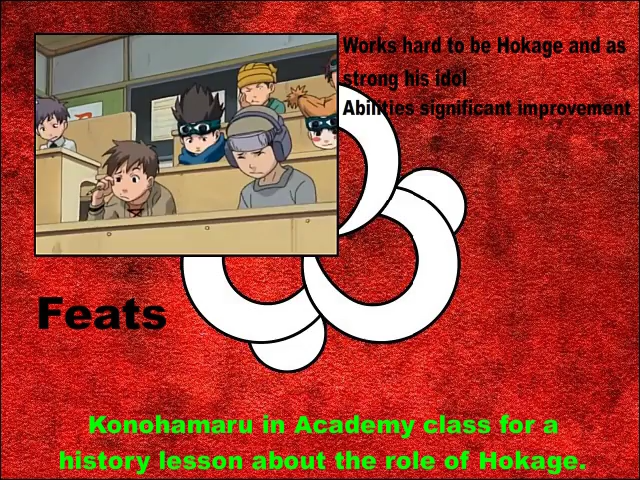 Works hard to be Hokage and as
strong his idol
Abilities significant improvement
Feats
Konohamaru in Academy class for a
history lesson about the role of Hokage.